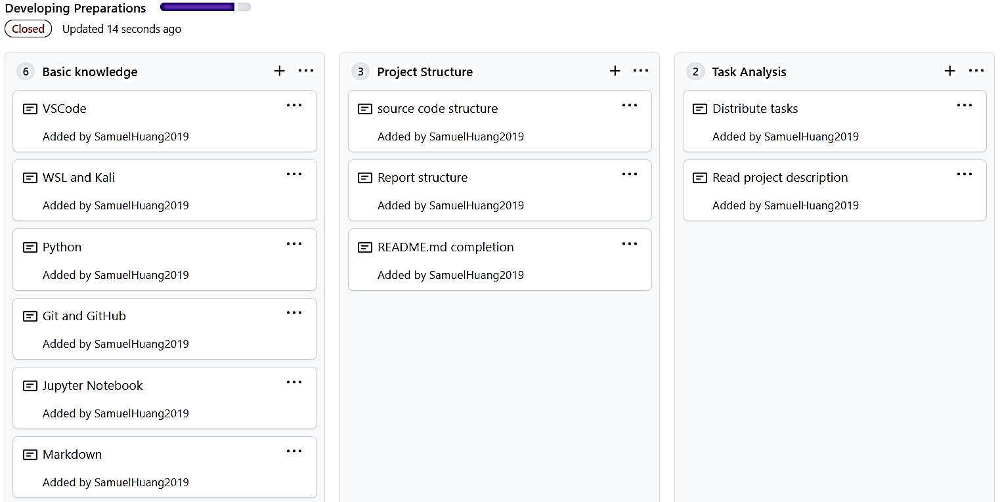 Developing Preparations
Closed Updated 14 seconds ago
6 Basic knowledge
VSCode
Added by SamuelHuang2019
WSL and Kali
Added by SamuelHuang2019
Python
Added by SamuelHuang2019
Git and GitHub
Added by SamuelHuang2019
Jupyter Notebook
Added by SamuelHuang2019
Markdown
Added by SamuelHuang2019
3 Project Structure
source code structure
Added by SamuelHuang2019
Report structure
Added by SamuelHuang2019
README.md completion
Added by SamuelHuang2019
2 Task Analysis
Distribute tasks
Added by SamuelHuang2019
Read project description
Added by SamuelHuang2019